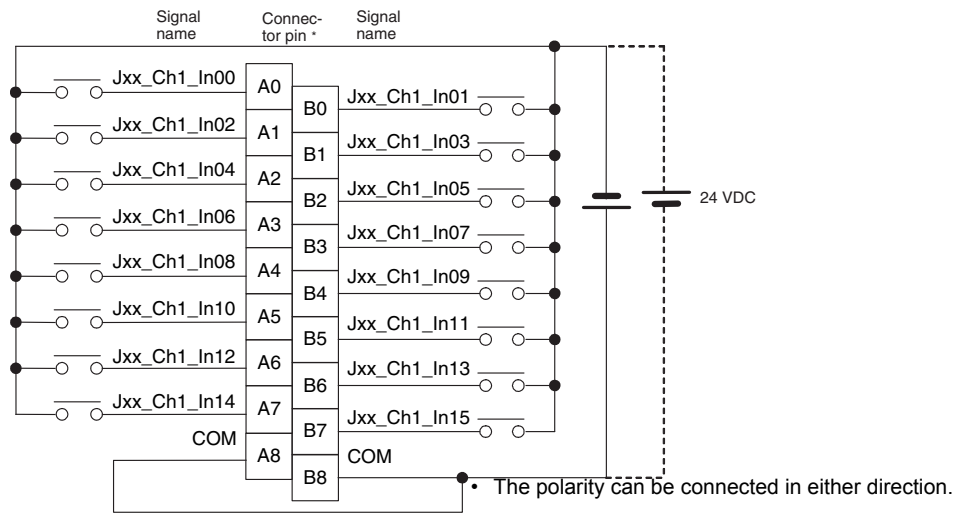 Signal name
Connec-tor pin *
Signal name
Jxx_Ch1_In00
A0
B0
Jxx_Ch1_In01
Jxx_Ch1_In02
A1
B1
Jxx_Ch1_In03
Jxx_Ch1_In04
A2
B2
Jxx_Ch1_In05
24 VDC
Jxx_Ch1_In06
A3
B3
Jxx_Ch1_In07
Jxx_Ch1_In08
A4
B4
Jxx_Ch1_In09
Jxx_Ch1_In10
A5
B5
Jxx_Ch1_In11
Jxx_Ch1_In12
A6
B6
Jxx_Ch1_In13
Jxx_Ch1_In14
A7
B7
Jxx_Ch1_In15
COM
A8
B8
COM
• The polarity can be connected in either direction.